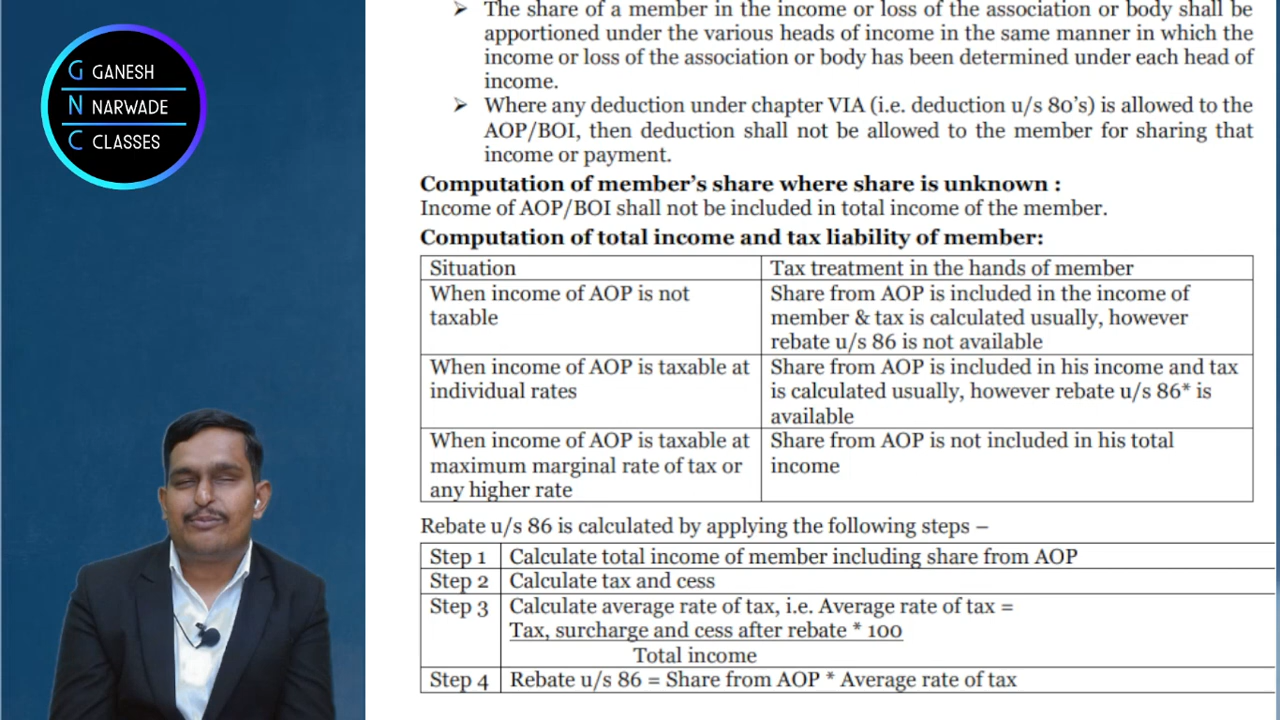 G GANESH
N NARWADE
C CLASSES
➢ The share of a member in the income or loss of the association or body shall be
apportioned under the various heads of income in the same manner in which the
income or loss of the association or body has been determined under each head of
income.
➢ Where any deduction under chapter VIA (i.e. deduction u/s 80's) is allowed to the
AOP/BOI, then deduction shall not be allowed to the member for sharing that
income or payment.
Computation of member's share where share is unknown :
Income of AOP/BOI shall not be included in total income of the member.
Computation of total income and tax liability of member:
Situation
Tax treatment in the hands of member
When income of AOP is not
taxable
Share from AOP is included in the income of
member & tax is calculated usually, however
rebate u/s 86 is not available
When income of AOP is taxable at
individual rates
Share from AOP is included in his income and tax
is calculated usually, however rebate u/s 86* is
available
When income of AOP is taxable at
maximum marginal rate of tax or
any higher rate
Share from AOP is not included in his total
income
Rebate u/s 86 is calculated by applying the following steps –
Step 1 Calculate total income of member including share from AOP
Step 2 Calculate tax and cess
Step 3 Calculate average rate of tax, i.e. Average rate of tax =
Tax, surcharge and cess after rebate * 100
Total income
Step 4 Rebate u/s 86 = Share from AOP * Average rate of tax